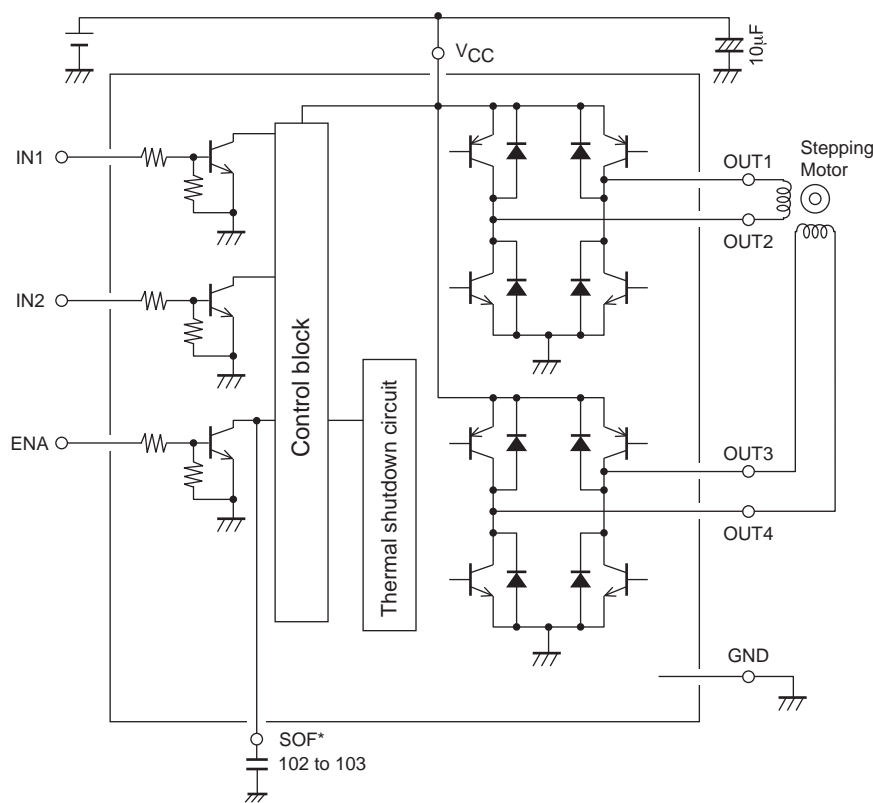 VCC
10µF
IN1
OUT1
Stepping
Motor
OUT2
IN2
Control block
Thermal shutdown circuit
ENA
OUT3
OUT4
GND
SOF*
102 to 103